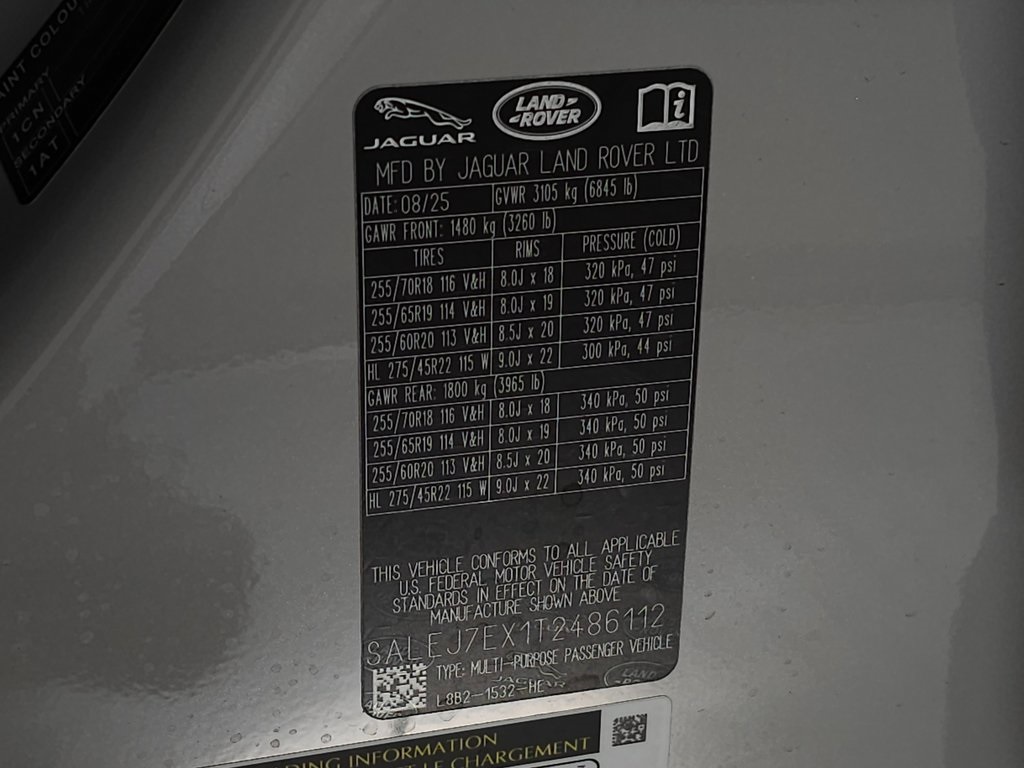 PAINT COLOU
PRIMARY
1CN
SECONDARY
1AT
JAGUAR
LAND-
-ROVER
i
MFD BY JAGUAR LAND ROVER LTD
DATE: 08/25 GVWR 3105 kg (6845 lb)
GAWR FRONT: 1480 kg (3260 lb)
TIRES RIMS PRESSURE (COLD)
255/70R18 116 V&H 8.0J x 18 320 kPa, 47 psi
255/65R19 114 V&H 8.0J x 19 320 kPa, 47 psi
255/60R20 113 V&H 8.5J x 20 320 kPa, 47 psi
HL 275/45R22 115 W 9.0J x 22 300 kPa, 44 psi
GAWR REAR: 1800 kg (3965 lb)
255/70R18 116 V&H 8.0J x 18 340 kPa, 50 psi
255/65R19 114 V&H 8.0J x 19 340 kPa, 50 psi
255/60R20 113 V&H 8.5J x 20 340 kPa, 50 psi
HL 275/45R22 115 W 9.0J x 22 340 kPa, 50 psi
THIS VEHICLE CONFORMS TO ALL APPLICABLE
U.S. FEDERAL MOTOR VEHICLE SAFETY
STANDARDS IN EFFECT ON THE DATE OF
MANUFACTURE SHOWN ABOVE
SALEJ7EX1T2486112
TYPE: MULTI-PURPOSE PASSENGER VEHICLE
L8B2-1532-HE
DING INFORMATION
ET LE CHARGEMENT